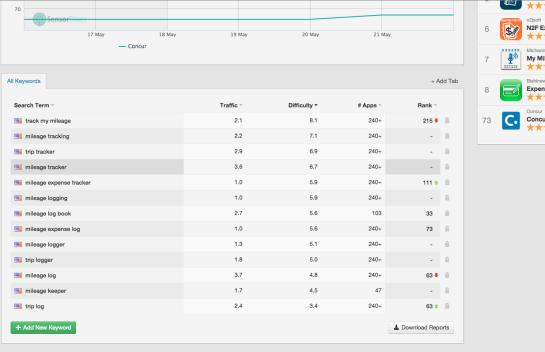 70
SensorTower
17 May
18 May
19 May
20 May
21 May
Concur
All Keywords
+ Add Tab
Search Term Traffic Difficulty # Apps Rank
track my mileage 2.1 8.1 240+ 215
mileage tracking 2.2 7.1 240+ -
trip tracker 2.9 6.9 240+ -
mileage tracker 3.6 6.7 240+ -
mileage expense tracker 1.0 5.9 240+ 111
mileage logging 1.0 5.9 240+ -
mileage log book 2.7 5.6 103 33
mileage expense log 1.0 5.6 240+ 73
mileage logger 1.3 5.1 240+ -
trip logger 1.8 5.0 240+ -
mileage log 3.7 4.8 240+ 63
mileage keeper 1.7 4.5 47 -
trip log 2.4 3.4 240+ 63
+ Add New Keyword
Download Reports
6
N2F E
7
My Mil
8
Expen
73
Concur
Concu